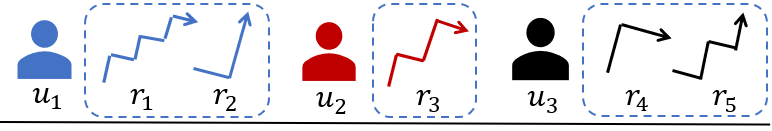 u₁ r₁ r₂ u₂ r₃ u₃ r₄ r₅